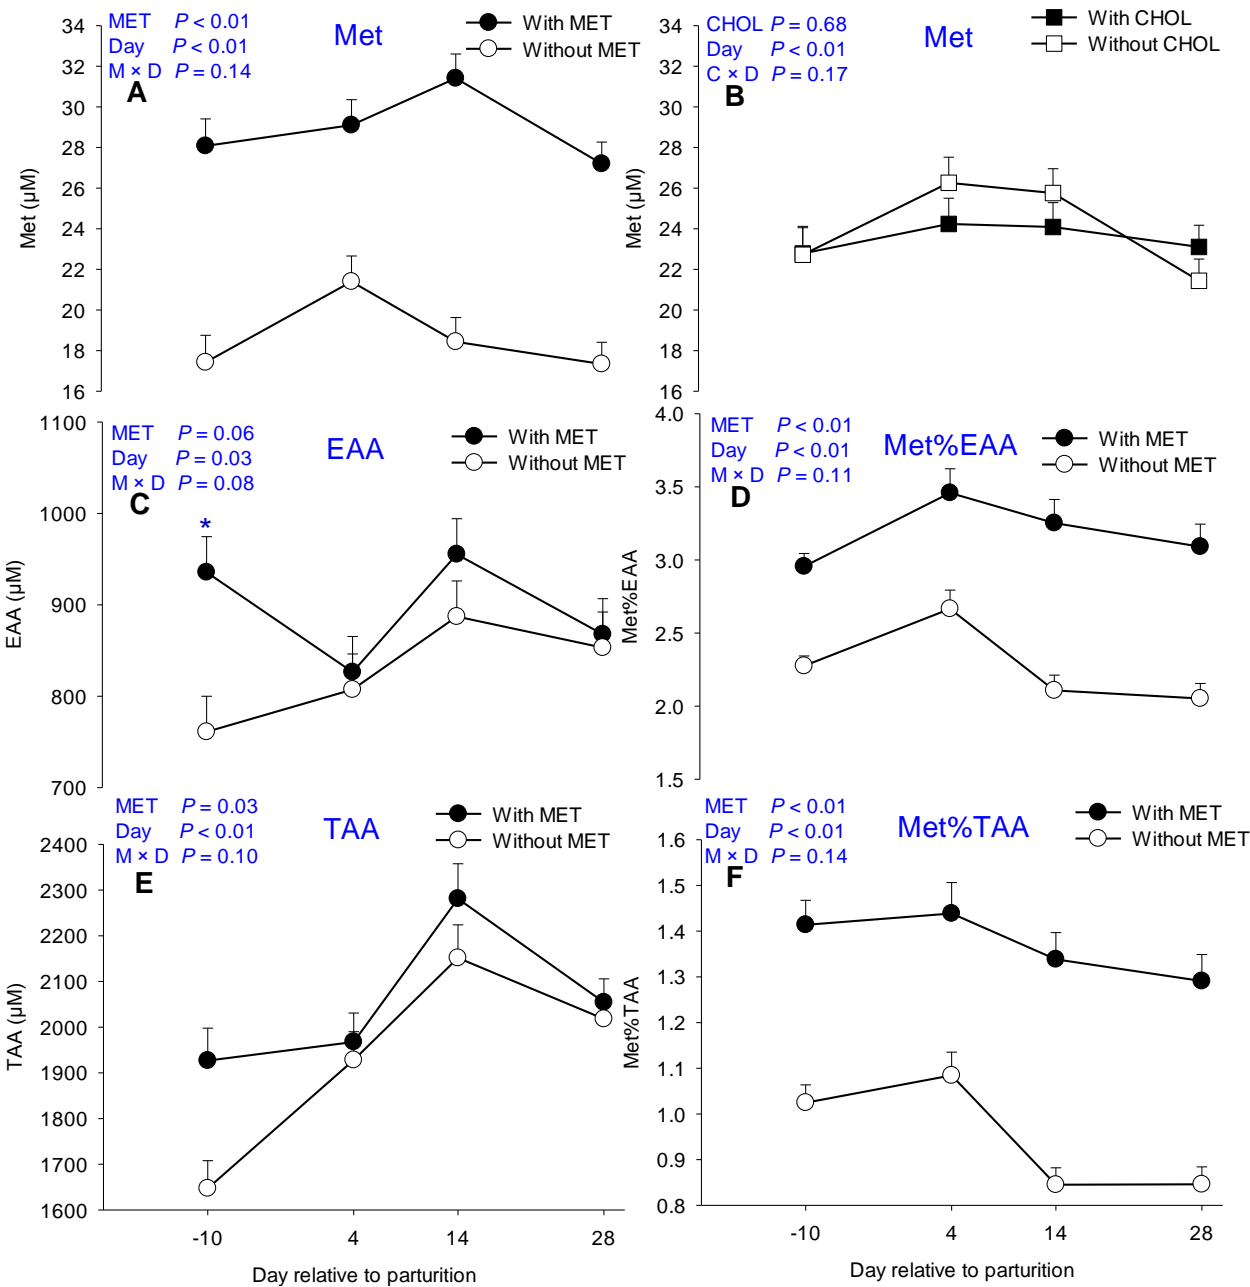 MET P < 0.01
Day P < 0.01
M × D P = 0.14
A
Met
With MET
Without MET
34
32
30
28
26
24
22
20
18
16
Met (µM)
CHOL P = 0.68
Day P < 0.01
C × D P = 0.17
B
Met
With CHOL
Without CHOL
34
32
30
28
26
24
22
20
18
16
Met (µM)
MET P = 0.06
Day P = 0.03
M × D P = 0.08
C
EAA
With MET
Without MET
*
1100
1000
900
800
700
EAA (µM)
MET P < 0.01
Day P < 0.01
M × D P = 0.11
D
Met%EAA
With MET
Without MET
4.0
3.5
3.0
2.5
2.0
1.5
Met%EAA
MET P = 0.03
Day P < 0.01
M × D P = 0.10
E
TAA
With MET
Without MET
2400
2300
2200
2100
2000
1900
1800
1700
1600
TAA (µM)
-10 4 14 28
Day relative to parturition
MET P < 0.01
Day P < 0.01
M × D P = 0.14
F
Met%TAA
With MET
Without MET
1.6
1.5
1.4
1.3
1.2
1.1
1.0
0.9
0.8
Met%TAA
-10 4 14 28
Day relative to parturition